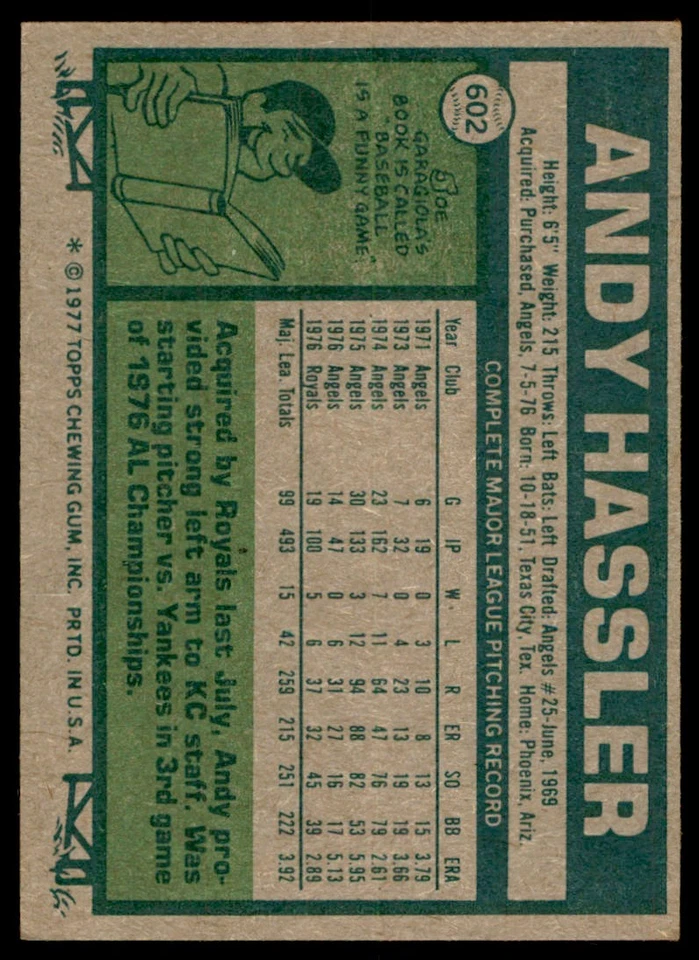 ANDY HASSLER
602
Height: 6'5" Weight: 215 Throws: Left Bats: Left Drafted: Angels #25-June, 1969
Acquired: Purchased, Angels, 7-5-76 Born: 10-18-51, Texas City, Tex. Home: Phoenix, Ariz.
COMPLETE MAJOR LEAGUE PITCHING RECORD
Year Club G IP W L R ER SO BB ERA
1971 Angels 6 19 0 3 10 8 13 15 3.79
1973 Angels 7 32 0 4 23 13 19 19 3.66
1974 Angels 23 162 7 11 64 47 76 79 2.61
1975 Angels 30 133 3 12 94 88 82 53 5.95
1976 Angels 14 47 0 6 31 27 16 17 5.13
1976 Royals 19 100 5 6 37 32 45 39 2.89
Maj. Lea. Totals 99 493 15 42 259 215 251 222 3.92
JOE
GARAGIOLA'S
BOOK IS CALLED
"BASEBALL
IS A FUNNY GAME"
Acquired by Royals last July, Andy pro-
vided strong left arm to KC staff. Was
starting pitcher vs. Yankees in 3rd game
of 1976 AL Championships.
* © 1977 TOPPS CHEWING GUM, INC. PRTD. IN U.S.A.